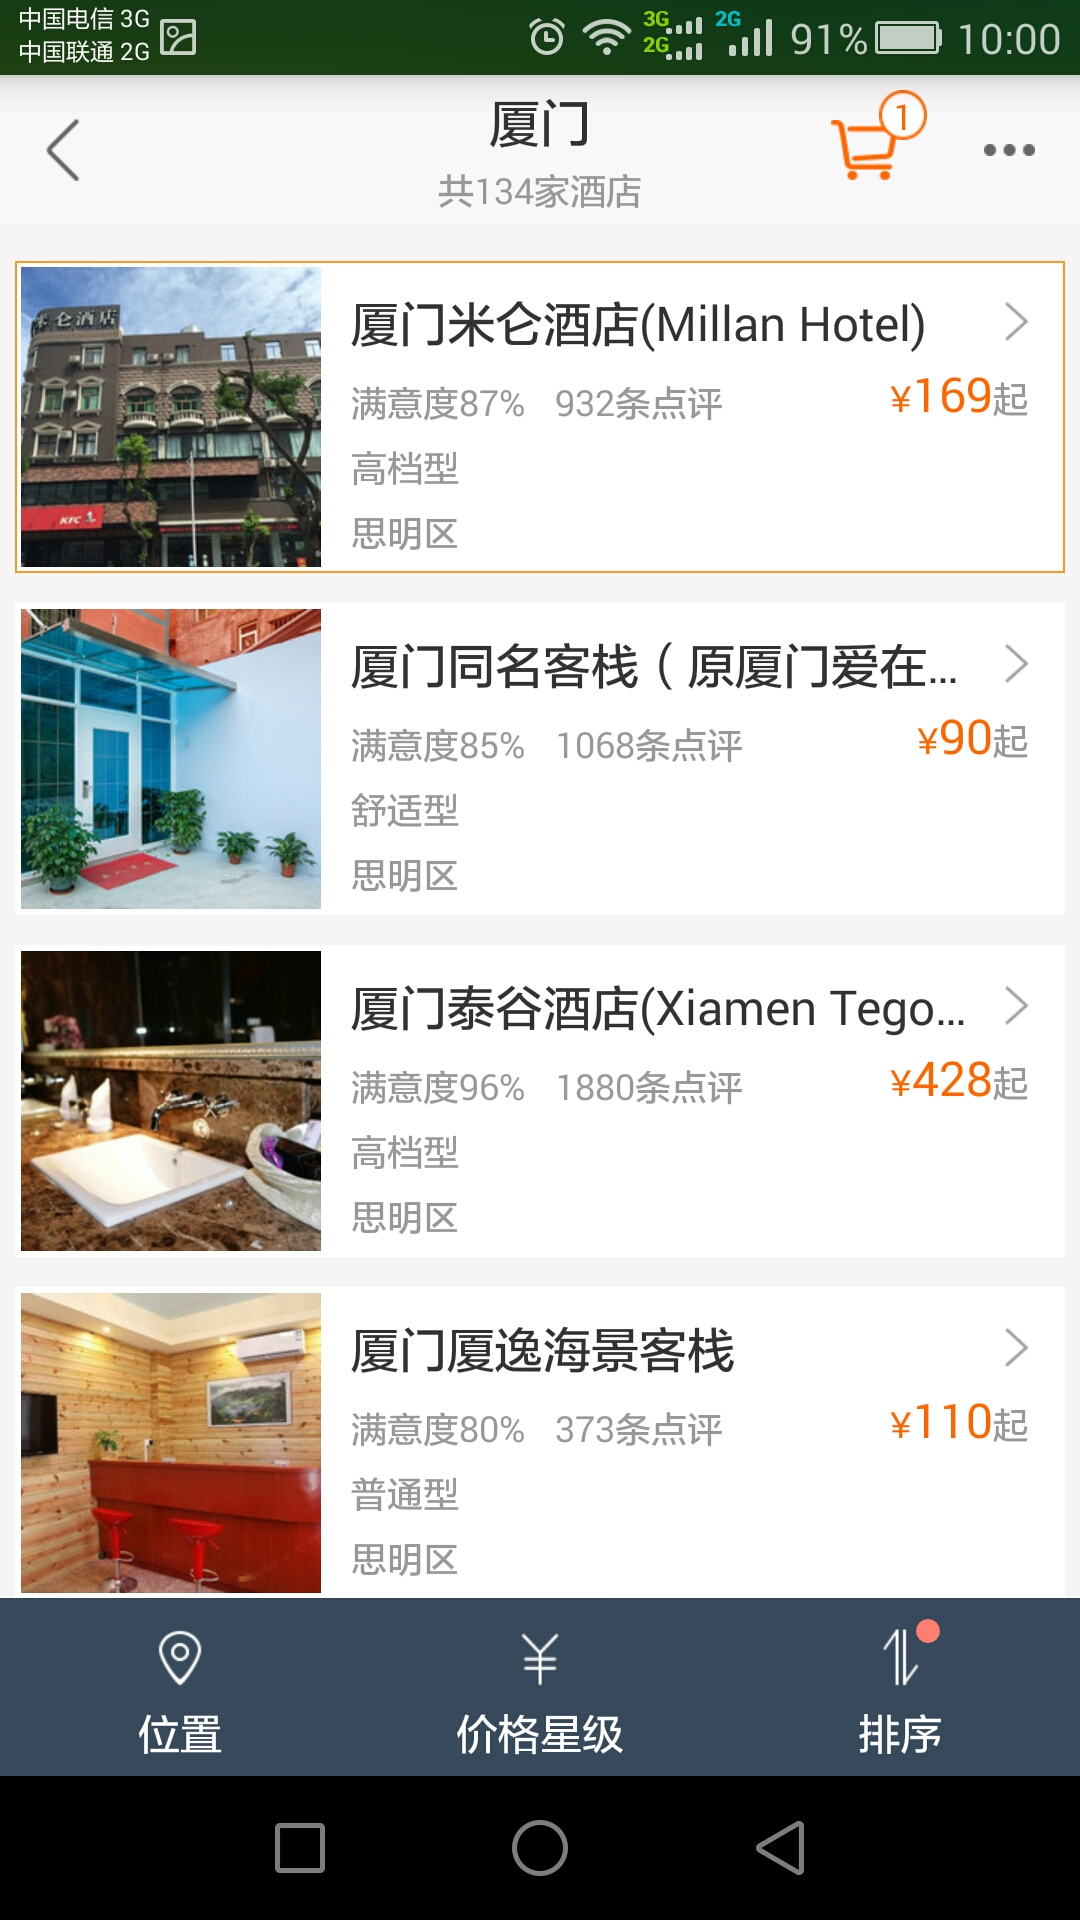 中国电信 3G
中国联通 2G
3G
2G
2G
91%
10:00
厦门
1
共134家酒店
米仑酒店
KFC
厦门米仑酒店(Millan Hotel)
满意度87% 932条点评
¥169起
高档型
思明区
厦门同名客栈（原厦门爱在...
满意度85% 1068条点评
¥90起
舒适型
思明区
厦门泰谷酒店(Xiamen Tego...
满意度96% 1880条点评
¥428起
高档型
思明区
厦门厦逸海景客栈
满意度80% 373条点评
¥110起
普通型
思明区
位置
价格星级
排序